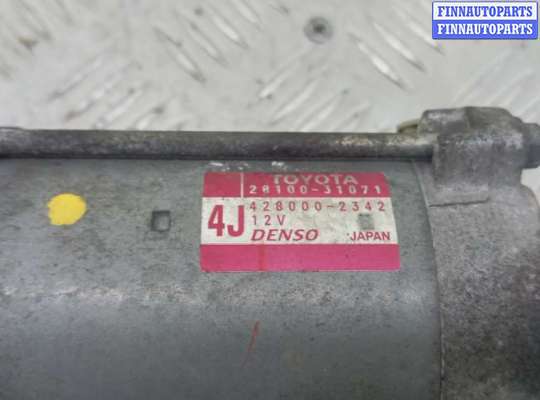 FINNAUTOPARTS
FINNAUTOPARTS
TOYOTA
28100-31071
4J 428000-2342
12V
DENSO JAPAN